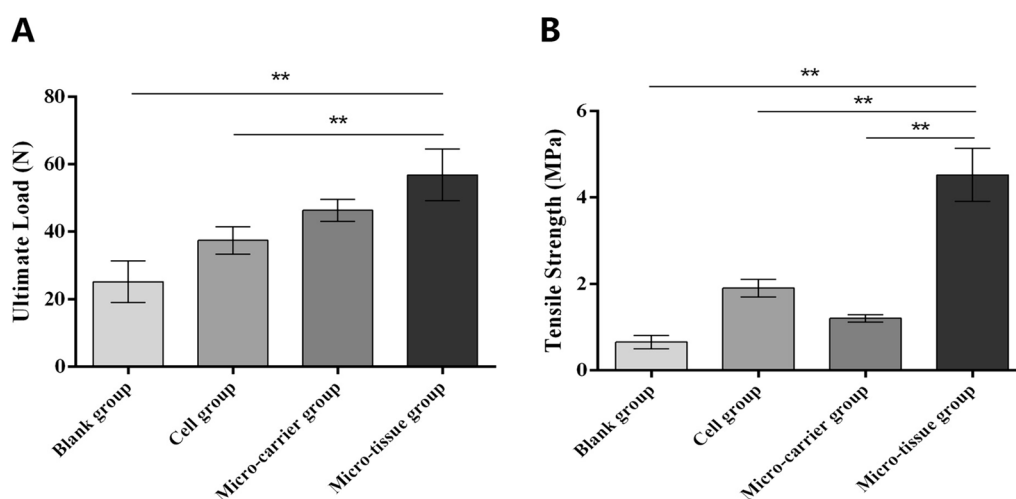 A
**
**
Ultimate Load (N)
80
60
40
20
0
Blank group
Cell group
Micro-carrier group
Micro-tissue group
B
**
**
**
Tensile Strength (MPa)
6
4
2
0
Blank group
Cell group
Micro-carrier group
Micro-tissue group